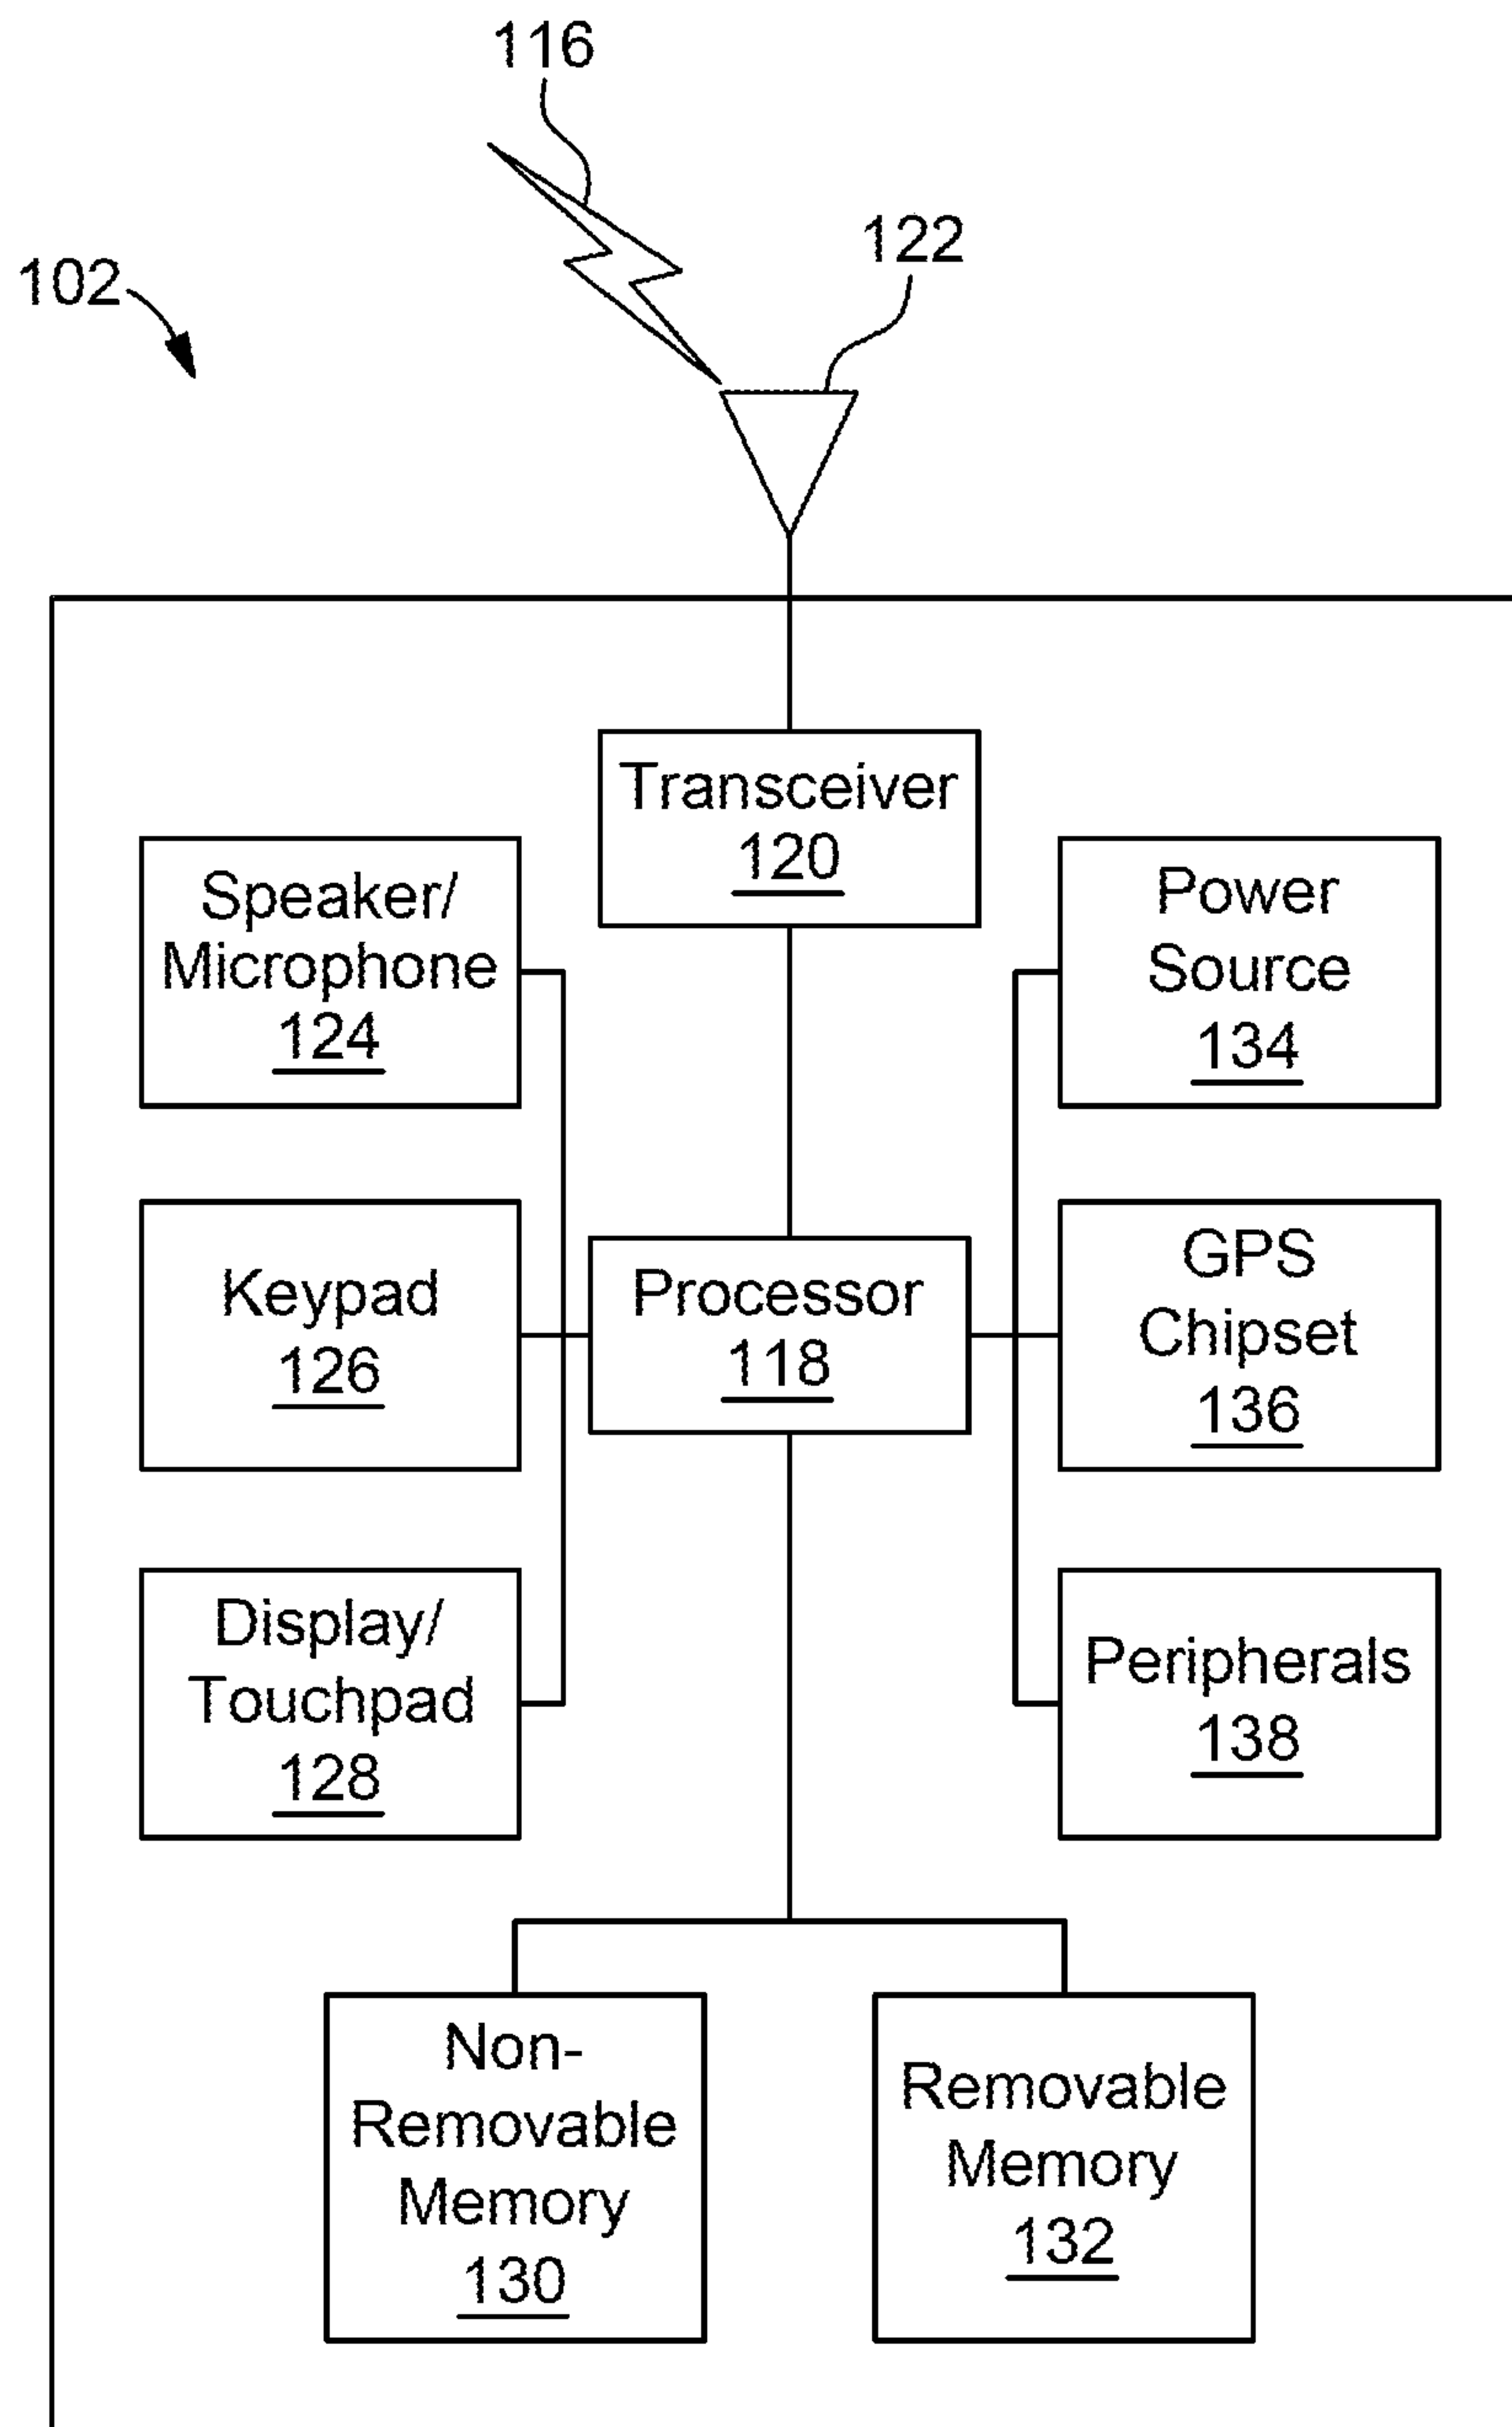 116
122
102
Transceiver
120
Speaker/
Microphone
124
Power
Source
134
Keypad
126
Processor
118
GPS
Chipset
136
Display/
Touchpad
128
Peripherals
138
Non-
Removable
Memory
130
Removable
Memory
132